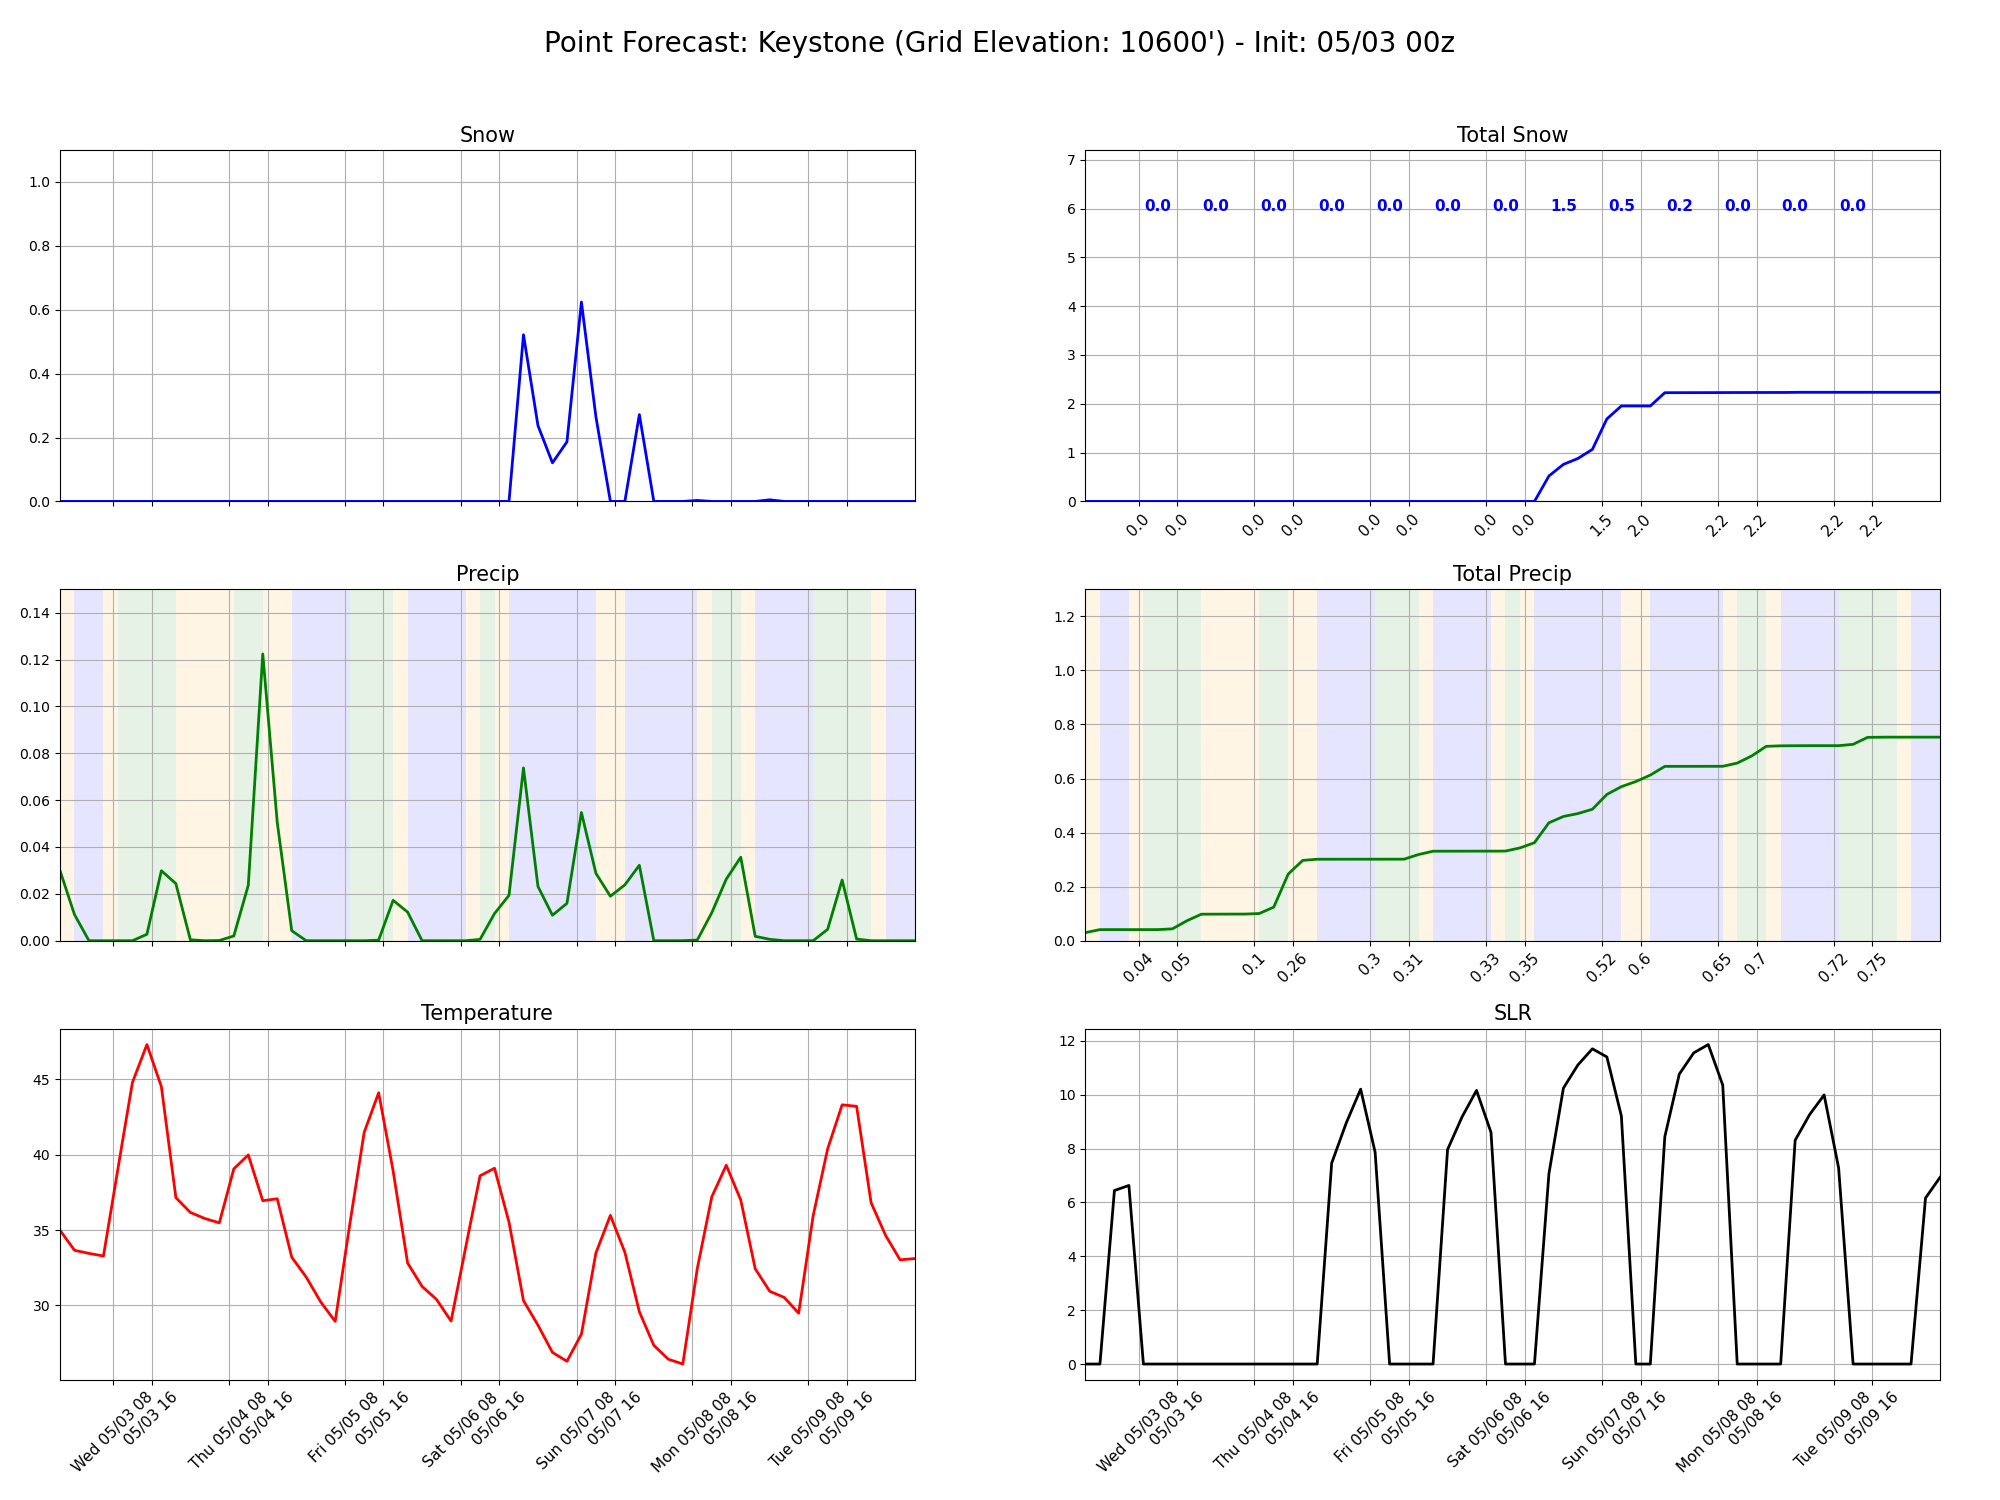 Point Forecast: Keystone (Grid Elevation: 10600') - Init: 05/03 00z
Snow
1.0
0.8
0.6
0.4
0.2
0.0
Total Snow
7
6
5
4
3
2
1
0
0.0 0.0 0.0 0.0 0.0 0.0 0.0 1.5 0.5 0.2 0.0 0.0 0.0
0.0 0.0 0.0 0.0 0.0 0.0 0.0 0.0 1.5 2.0 2.2 2.2 2.2 2.2
Precip
0.14
0.12
0.10
0.08
0.06
0.04
0.02
0.00
Total Precip
1.2
1.0
0.8
0.6
0.4
0.2
0.0
0.04 0.05 0.1 0.26 0.3 0.31 0.33 0.35 0.52 0.6 0.65 0.7 0.72 0.75
Temperature
45
40
35
30
Wed 05/03 08
05/03 16
Thu 05/04 08
05/04 16
Fri 05/05 08
05/05 16
Sat 05/06 08
05/06 16
Sun 05/07 08
05/07 16
Mon 05/08 08
05/08 16
Tue 05/09 08
05/09 16
SLR
12
10
8
6
4
2
0
Wed 05/03 08
05/03 16
Thu 05/04 08
05/04 16
Fri 05/05 08
05/05 16
Sat 05/06 08
05/06 16
Sun 05/07 08
05/07 16
Mon 05/08 08
05/08 16
Tue 05/09 08
05/09 16